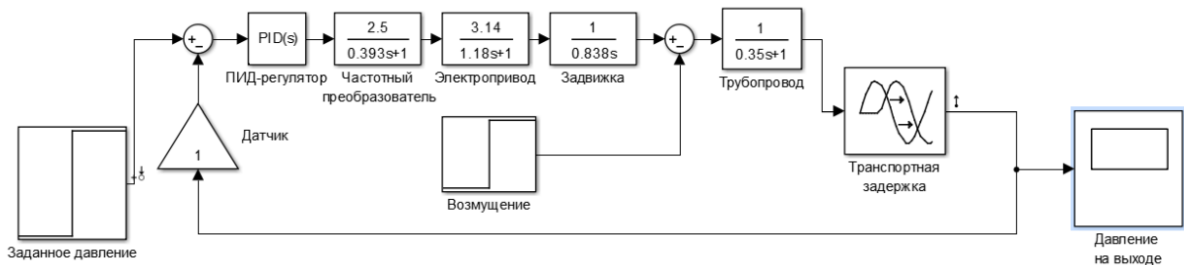 PID(s)
ПИД-регулятор
2.5
0.393s+1
Частотный
преобразователь
3.14
1.18s+1
Электропривод
1
0.838s
Задвижка
1
0.35s+1
Трубопровод
Транспортная
задержка
1
Датчик
Возмущение
Заданное давление
Давление
на выходе